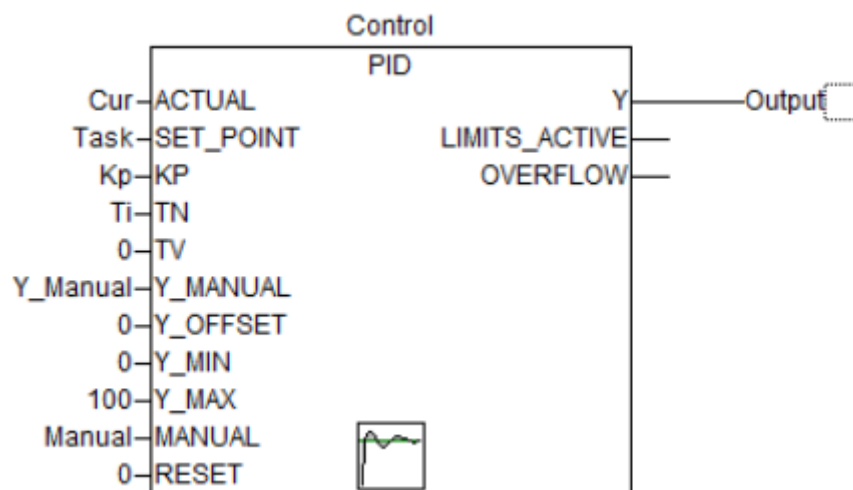 Control
PID
Cur ACTUAL Y Output
Task SET_POINT LIMITS_ACTIVE
Kp KP OVERFLOW
Ti TN
0 TV
Y_Manual Y_MANUAL
0 Y_OFFSET
0 Y_MIN
100 Y_MAX
Manual MANUAL
0 RESET